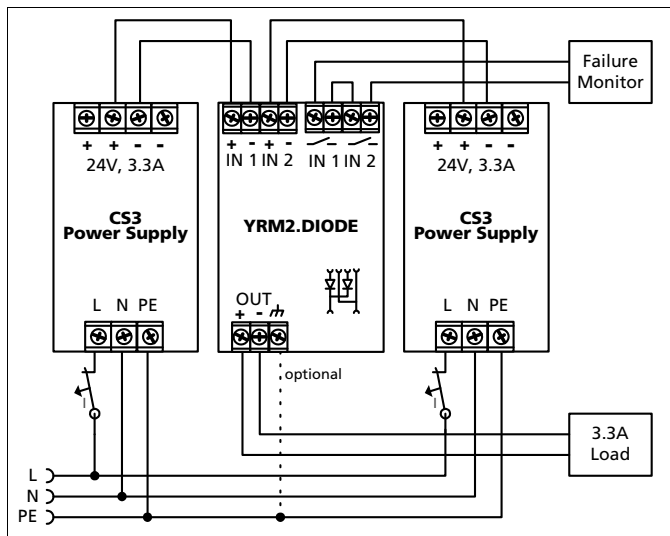 Failure
Monitor
+ + - -
24V, 3.3A
CS3
Power Supply
L N PE
I
+ - + -
IN 1 IN 2 IN 1 IN 2
YRM2.DIODE
OUT
+ -
optional
+ + - -
24V, 3.3A
CS3
Power Supply
L N PE
I
3.3A
Load
L
N
PE